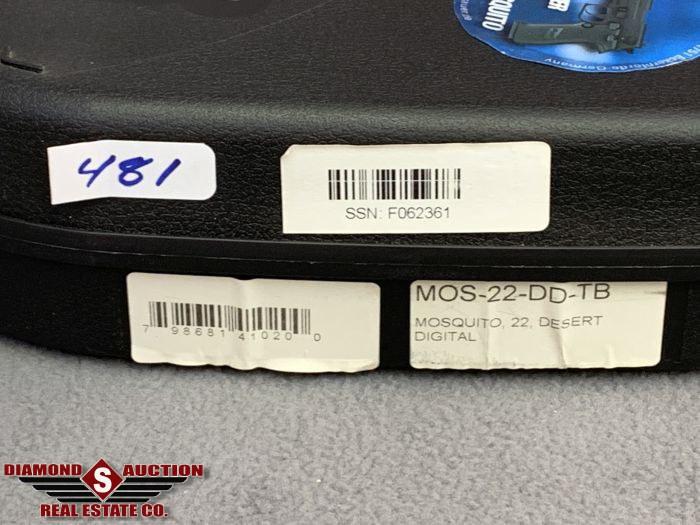 MOSQUITO
481
SSN: F062361
7 98681 41020 0
MOS-22-DD-TB
MOSQUITO, 22, DESERT
DIGITAL
DIAMOND S AUCTION
REAL ESTATE CO.